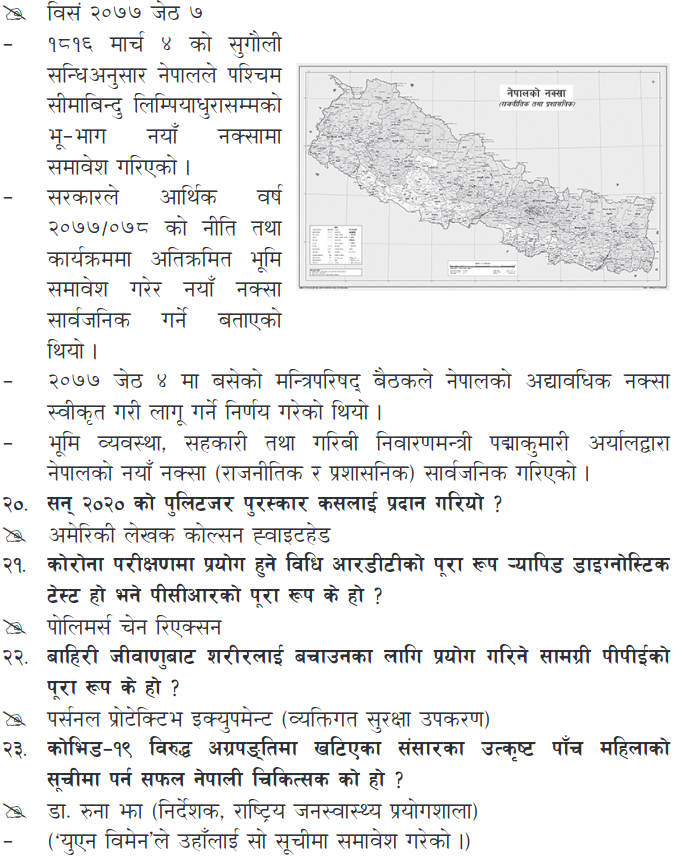 विसं २०७७ जेठ ७
– १८१६ मार्च ४ को सुगौली
सन्धिअनुसार नेपालले पश्चिम
सीमाबिन्दु लिम्पियाधुरासम्मको
भू-भाग नयाँ नक्सामा
समावेश गरिएको ।
– सरकारले आर्थिक वर्ष
२०७७/०७८ को नीति तथा
कार्यक्रममा अतिक्रमित भूमि
समावेश गरेर नयाँ नक्सा
सार्वजनिक गर्ने बताएको
थियो ।
नेपालको नक्सा
(राजनीतिक तथा प्रशासनिक)
– २०७७ जेठ ४ मा बसेको मन्त्रिपरिषद् बैठकले नेपालको अद्यावधिक नक्सा
स्वीकृत गरी लागू गर्ने निर्णय गरेको थियो ।
– भूमि व्यवस्था, सहकारी तथा गरिबी निवारणमन्त्री पद्माकुमारी अर्यालद्वारा
नेपालको नयाँ नक्सा (राजनीतिक र प्रशासनिक) सार्वजनिक गरिएको ।
२०. सन् २०२० को पुलिटजर पुरस्कार कसलाई प्रदान गरियो ?
अमेरिकी लेखक कोल्सन ह्वाइटहेड
२१. कोरोना परीक्षणमा प्रयोग हुने विधि आरडीटीको पूरा रूप ऱ्यापिड डाइग्नोस्टिक
टेस्ट हो भने पीसीआरको पूरा रूप के हो ?
पोलिमर्स चेन रिएक्सन
२२. बाहिरी जीवाणुबाट शरीरलाई बचाउनका लागि प्रयोग गरिने सामग्री पीपीईको
पूरा रूप के हो ?
पर्सनल प्रोटेक्टिभ इक्युपमेन्ट (व्यक्तिगत सुरक्षा उपकरण)
२३. कोभिड-१९ विरुद्ध अग्रपङ्तिमा खटिएका संसारका उत्कृष्ट पाँच महिलाको
सूचीमा पर्न सफल नेपाली चिकित्सक को हो ?
डा. रुना झा (निर्देशक, राष्ट्रिय जनस्वास्थ्य प्रयोगशाला)
– (‘युएन विमेन’ले उहाँलाई सो सूचीमा समावेश गरेको ।)